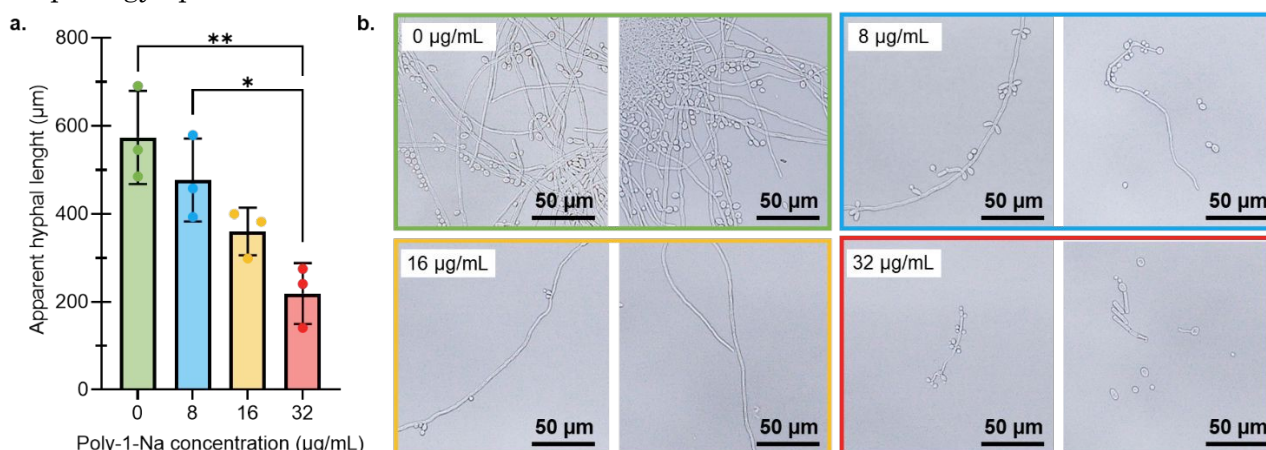 a.
**
*
800
600
400
200
0
Apparent hyphal lenght (µm)
0 8 16 32
Poly-1-Na concentration (µg/mL)
b.
0 µg/mL
50 µm 50 µm
8 µg/mL
50 µm 50 µm
16 µg/mL
50 µm 50 µm
32 µg/mL
50 µm 50 µm